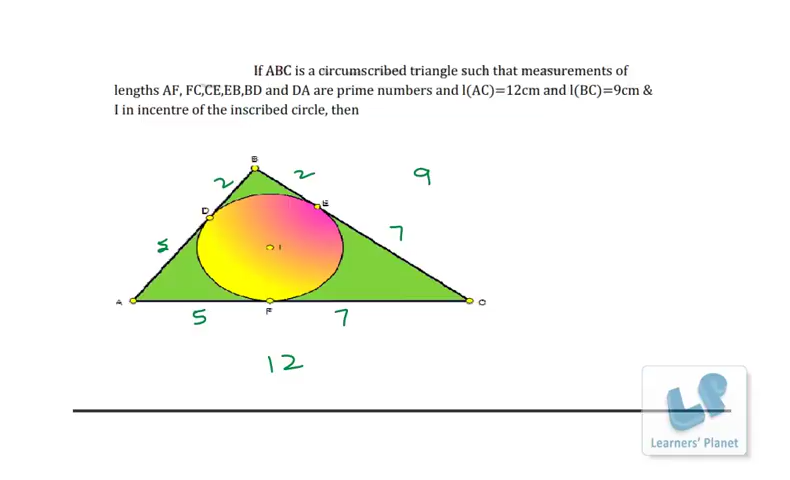 If ABC is a circumscribed triangle such that measurements of
lengths AF, FC,CE,EB,BD and DA are prime numbers and l(AC)=12cm and l(BC)=9cm &
I in incentre of the inscribed circle, then
B
2 2 9
D E
5 I 7
A F C
5 7
12
LP
Learners' Planet